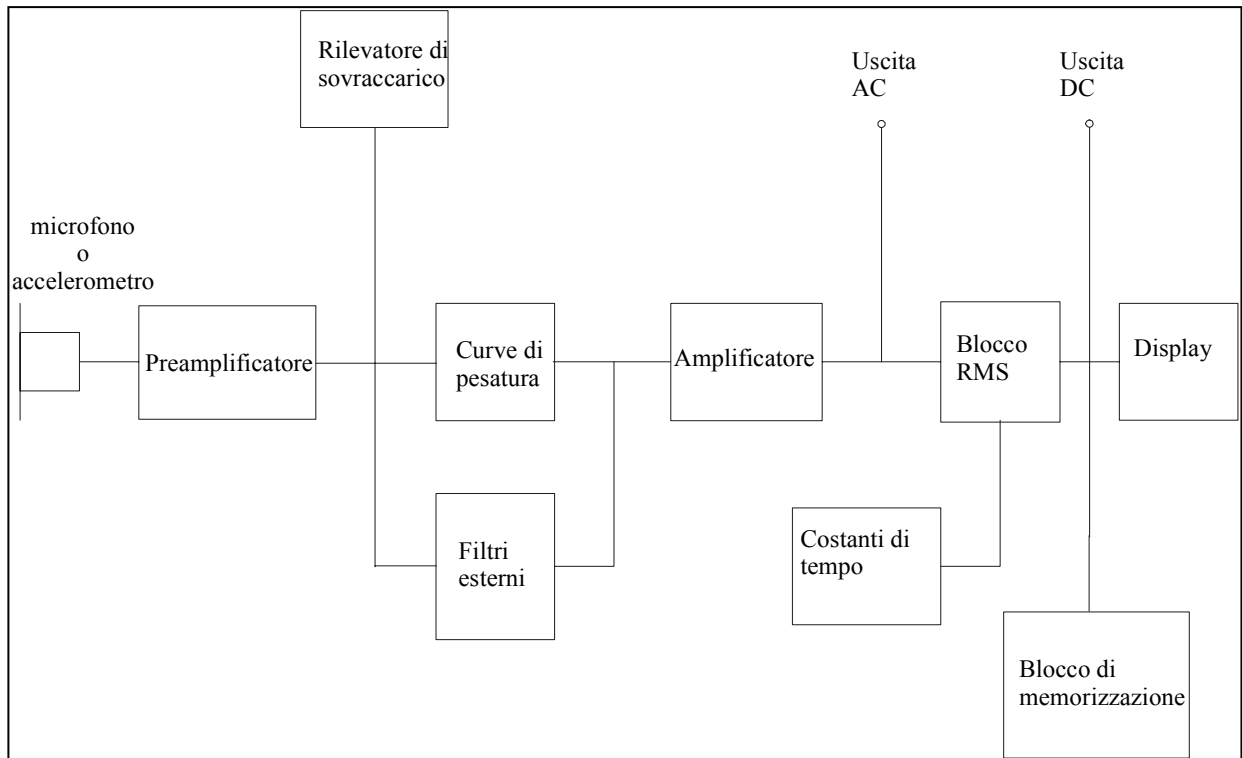 Rilevatore di
sovraccarico
Uscita
AC
Uscita
DC
microfono
o
accelerometro
Preamplificatore
Curve di
pesatura
Amplificatore
Blocco
RMS
Display
Filtri
esterni
Costanti di
tempo
Blocco di
memorizzazione